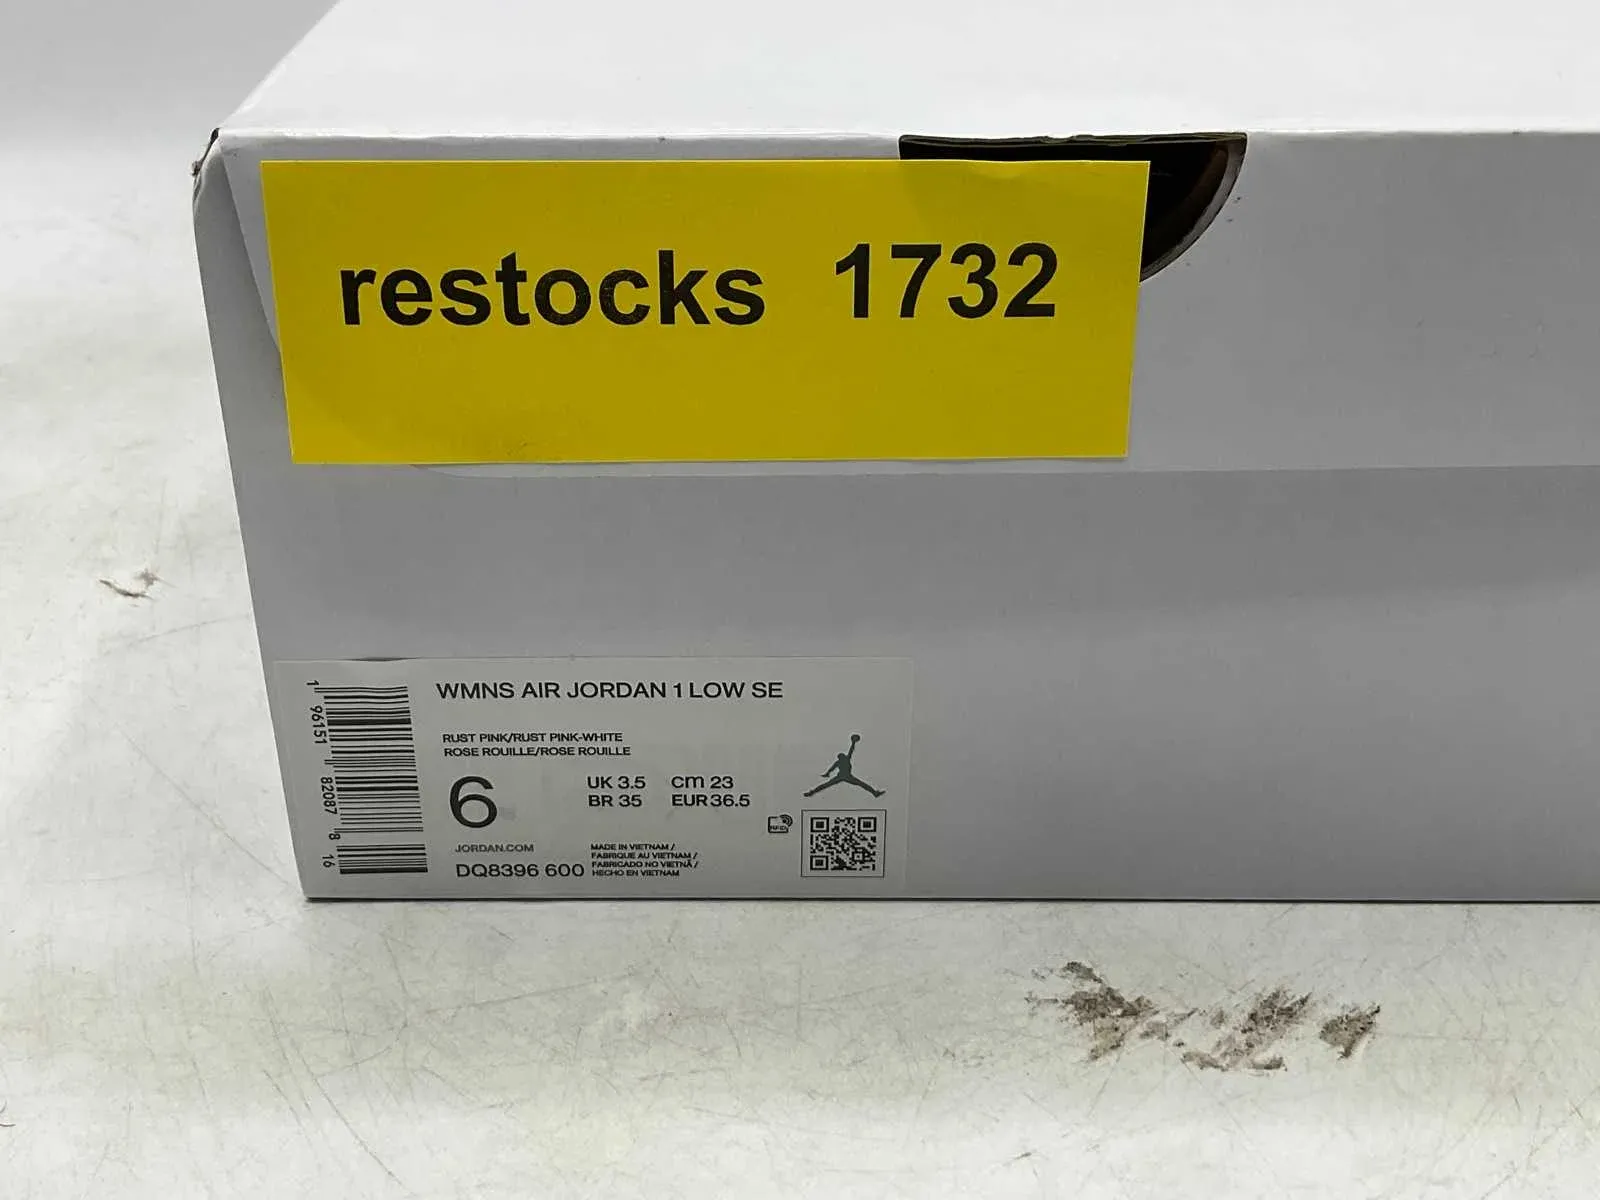 restocks 1732
WMNS AIR JORDAN 1 LOW SE
RUST PINK/RUST PINK-WHITE
ROSE ROUILLE/ROSE ROUILLE
6
UK 3.5 cm 23
BR 35 EUR 36.5
JORDAN.COM
DQ8396 600
MADE IN VIETNAM /
FABRIQUE AU VIETNAM /
FABRICADO NO VIETNÃ /
HECHO EN VIETNAM
RFID
1 96151 82087 8 16